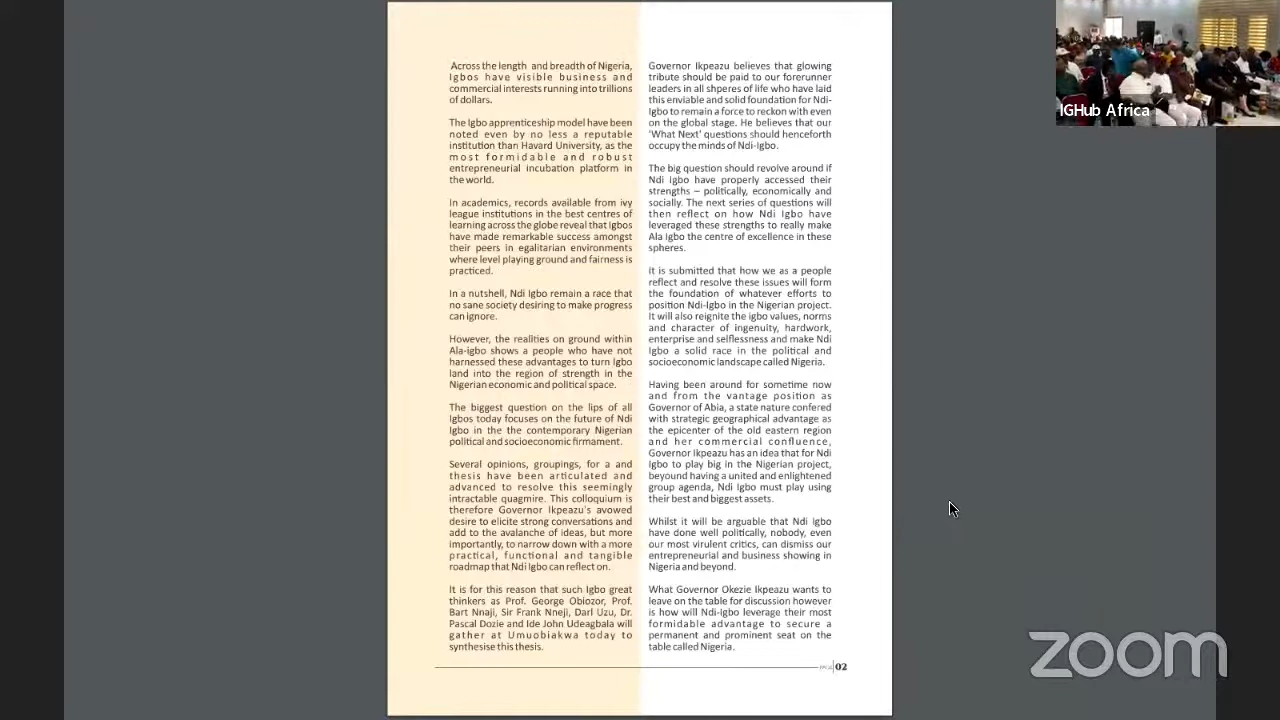 Across the length and breadth of Nigeria,
Igbos have visible business and
commercial interests running into trillions
of dollars.
The Igbo apprenticeship model have been
noted even by no less a reputable
institution than Havard University, as the
most formidable and robust
entrepreneurial incubation platform in
the world.
In academics, records available from ivy
league institutions in the best centres of
learning across the globe reveal that Igbos
have made remarkable success amongst
their peers in egalitarian environments
where level playing ground and fairness is
practiced.
In a nutshell, Ndi Igbo remain a race that
no sane society desiring to make progress
can ignore.
However, the realities on ground within
Ala-igbo shows a people who have not
harnessed these advantages to turn Igbo
land into the region of strength in the
Nigerian economic and political space.
The biggest question on the lips of all
Igbos today focuses on the future of Ndi
Igbo in the the contemporary Nigerian
political and socioeconomic firmament.
Several opinions, groupings, for a and
thesis have been articulated and
advanced to resolve this seemingly
intractable quagmire. This colloquium is
therefore Governor Ikpeazu's avowed
desire to elicite strong conversations and
add to the avalanche of ideas, but more
importantly, to narrow down with a more
practical, functional and tangible
roadmap that Ndi Igbo can reflect on.
It is for this reason that such Igbo great
thinkers as Prof. George Obiozor, Prof.
Bart Nnaji, Sir Frank Nneji, Darl Uzu, Dr.
Pascal Dozie and Ide John Udeagbala will
gather at Umuobiakwa today to
synthesise this thesis.
Governor Ikpeazu believes that glowing
tribute should be paid to our forerunner
leaders in all shperes of life who have laid
this enviable and solid foundation for Ndi-
Igbo to remain a force to reckon with even
on the global stage. He believes that our
'What Next' questions should henceforth
occupy the minds of Ndi-Igbo.
The big question should revolve around if
Ndi igbo have properly accessed their
strengths – politically, economically and
socially. The next series of questions will
then reflect on how Ndi Igbo have
leveraged these strengths to really make
Ala Igbo the centre of excellence in these
spheres.
It is submitted that how we as a people
reflect and resolve these issues will form
the foundation of whatever efforts to
position Ndi-Igbo in the Nigerian project.
It will also reignite the igbo values, norms
and character of ingenuity, hardwork,
enterprise and selflessness and make Ndi
Igbo a solid race in the political and
socioeconomic landscape called Nigeria.
Having been around for sometime now
and from the vantage position as
Governor of Abia, a state nature confered
with strategic geographical advantage as
the epicenter of the old eastern region
and her commercial confluence,
Governor Ikpeazu has an idea that for Ndi
Igbo to play big in the Nigerian project,
beyound having a united and enlightened
group agenda, Ndi Igbo must play using
their best and biggest assets.
Whilst it will be arguable that Ndi Igbo
have done well politically, nobody, even
our most virulent critics, can dismiss our
entrepreneurial and business showing in
Nigeria and beyond.
What Governor Okezie Ikpeazu wants to
leave on the table for discussion however
is how will Ndi-Igbo leverage their most
formidable advantage to secure a
permanent and prominent seat on the
table called Nigeria.
02
IGHub Africa
zoom